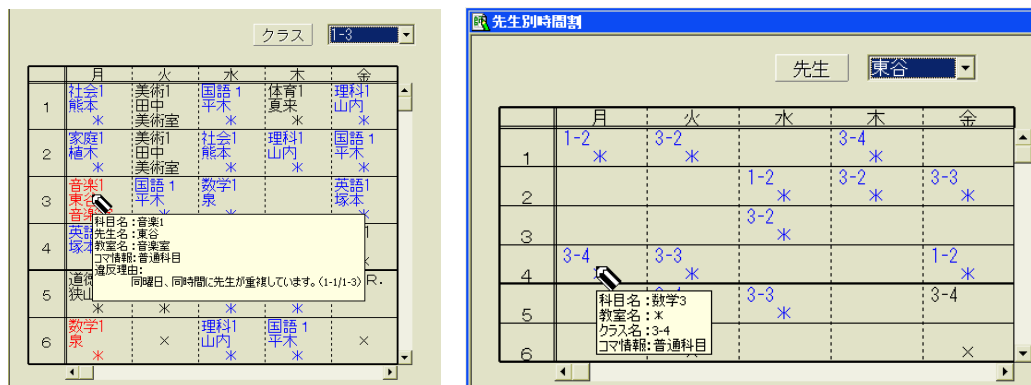 クラス 1-3
月 火 水 木 金
1
社会1 美術1 国語1 体育1 理科1
熊本 田中 平木 夏来 山内
* 美術室 * * *
2
家庭1 美術1 社会1 理科1 国語1
植木 田中 熊本 山内 平木
* 美術室 * * *
3
音楽1 国語1 数学1 英語1
東谷 平木 泉 塚本
科目名:音楽1
先生名:東谷
教室名:音楽室
コマ情報:普通科目
違反理由:
同曜日、同時間に先生が重複しています。(1-1/1-3)
4
5
R.
* * * *
6
数学1 × 理科1 国語1 ×
泉 山内 平木
* * *
先生別時間割
先生 東谷
月 火 水 木 金
1
1-2 3-2 3-4
* * *
2
1-2 3-2 3-3
* * *
3
3-2
*
4
3-4 3-3 1-2
* *
5
3-3 3-4
*
科目名:数学3
教室名:*
クラス名:3-4
コマ情報:普通科目
6
×